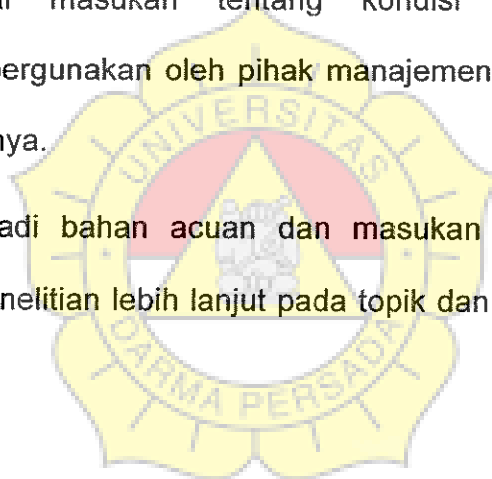 masukan tentang kondisi
pergunakan oleh pihak manajemen
nya.
adi bahan acuan dan masukan
nelitian lebih lanjut pada topik dan
UNIVERSITAS
DARMA PERSADA